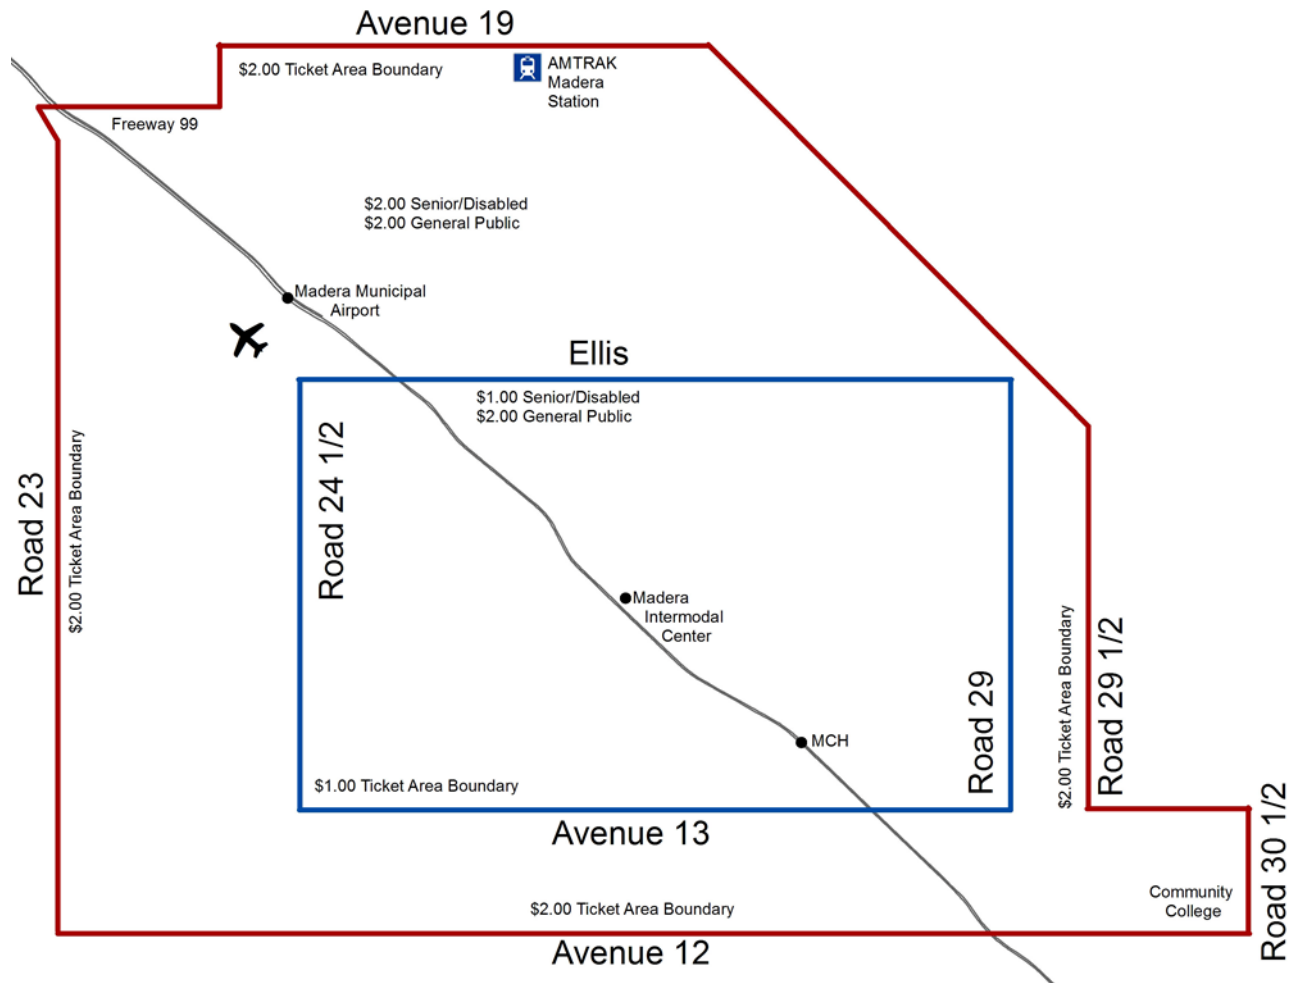 Avenue 19
$2.00 Ticket Area Boundary
AMTRAK
Madera
Station
Freeway 99
$2.00 Senior/Disabled
$2.00 General Public
Madera Municipal
Airport
Ellis
$1.00 Senior/Disabled
$2.00 General Public
Road 23
$2.00 Ticket Area Boundary
Road 24 1/2
Madera
Intermodal
Center
MCH
Road 29
$2.00 Ticket Area Boundary
Road 29 1/2
$1.00 Ticket Area Boundary
Avenue 13
Community
College
Road 30 1/2
$2.00 Ticket Area Boundary
Avenue 12